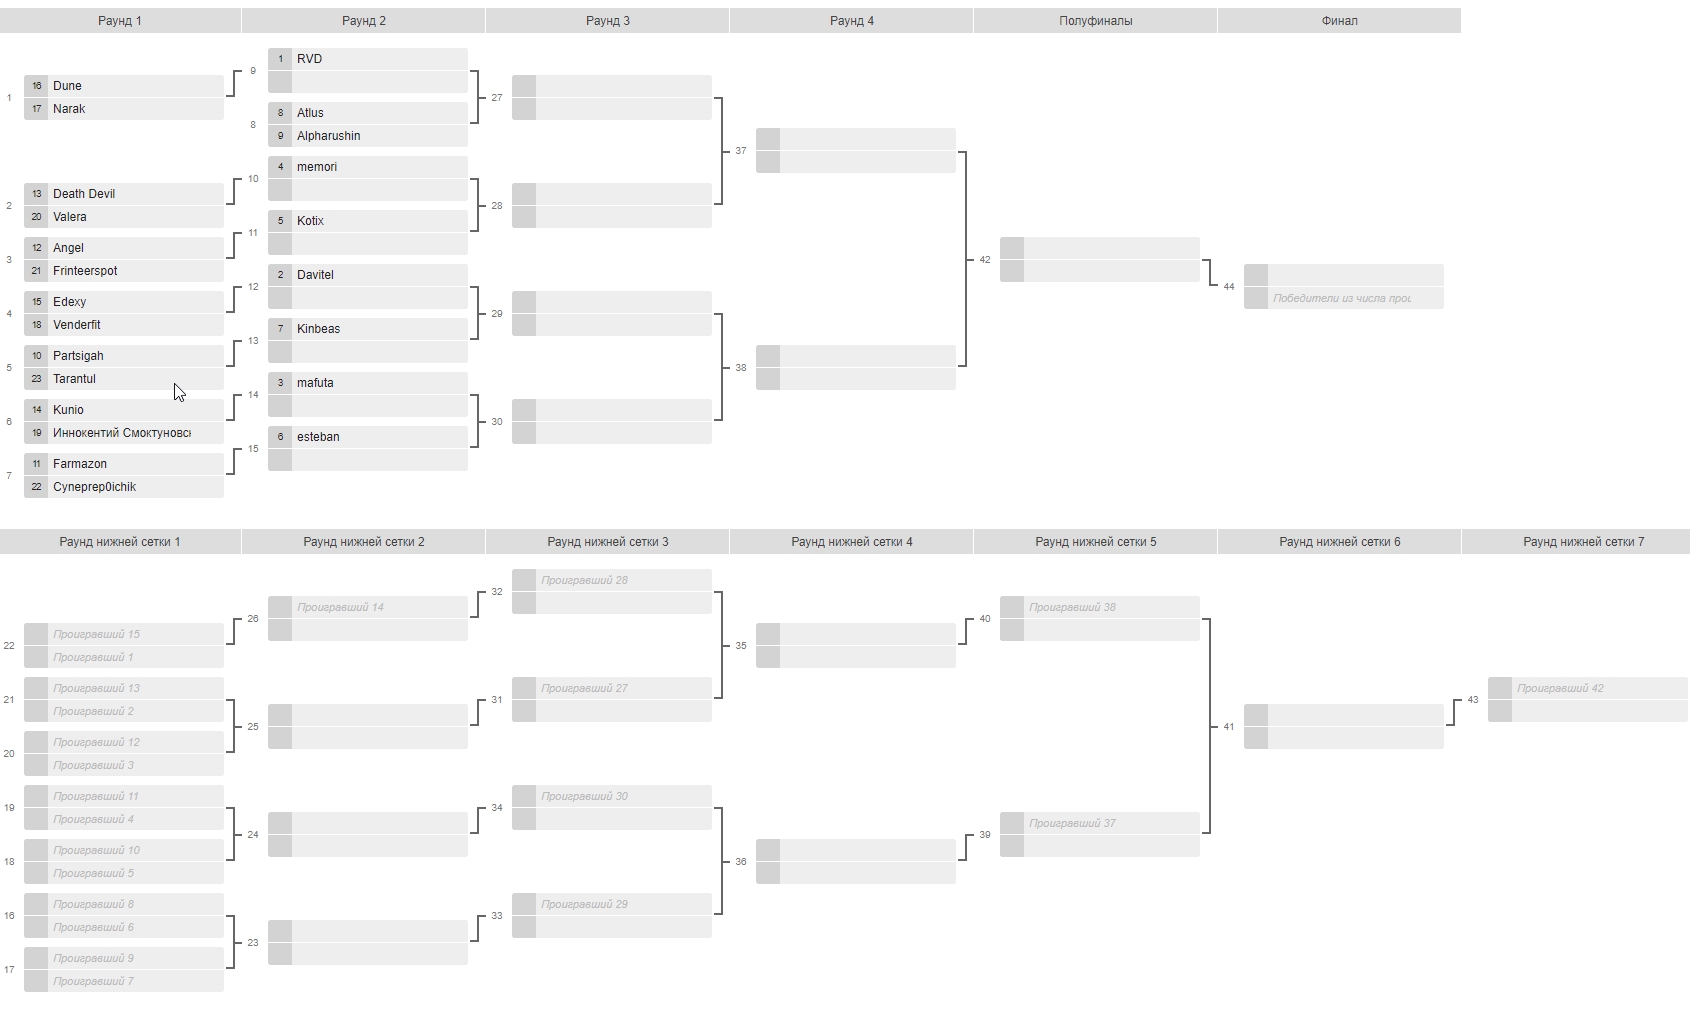 Раунд 1
Раунд 2
Раунд 3
Раунд 4
Полуфиналы
Финал
1
16 Dune
17 Narak
2
13 Death Devil
20 Valera
3
12 Angel
21 Frinteerspot
4
15 Edexy
18 Venderfit
5
10 Partsigah
23 Tarantul
6
14 Kunio
19 Иннокентий Смоктуновс
7
11 Farmazon
22 Cyneprep0ichik
9
1 RVD
8
8 Atlus
9 Alpharushin
10
4 memori
11
5 Kotix
12
2 Davitel
13
7 Kinbeas
14
3 mafuta
15
6 esteban
27
28
29
30
37
38
42
44
Победители из числа прои
Раунд нижней сетки 1
Раунд нижней сетки 2
Раунд нижней сетки 3
Раунд нижней сетки 4
Раунд нижней сетки 5
Раунд нижней сетки 6
Раунд нижней сетки 7
22
Проигравший 15
Проигравший 1
21
Проигравший 13
Проигравший 2
20
Проигравший 12
Проигравший 3
19
Проигравший 11
Проигравший 4
18
Проигравший 10
Проигравший 5
16
Проигравший 8
Проигравший 6
17
Проигравший 9
Проигравший 7
26
Проигравший 14
25
24
23
32
Проигравший 28
31
Проигравший 27
34
Проигравший 30
33
Проигравший 29
35
36
40
Проигравший 38
39
Проигравший 37
41
43
Проигравший 42